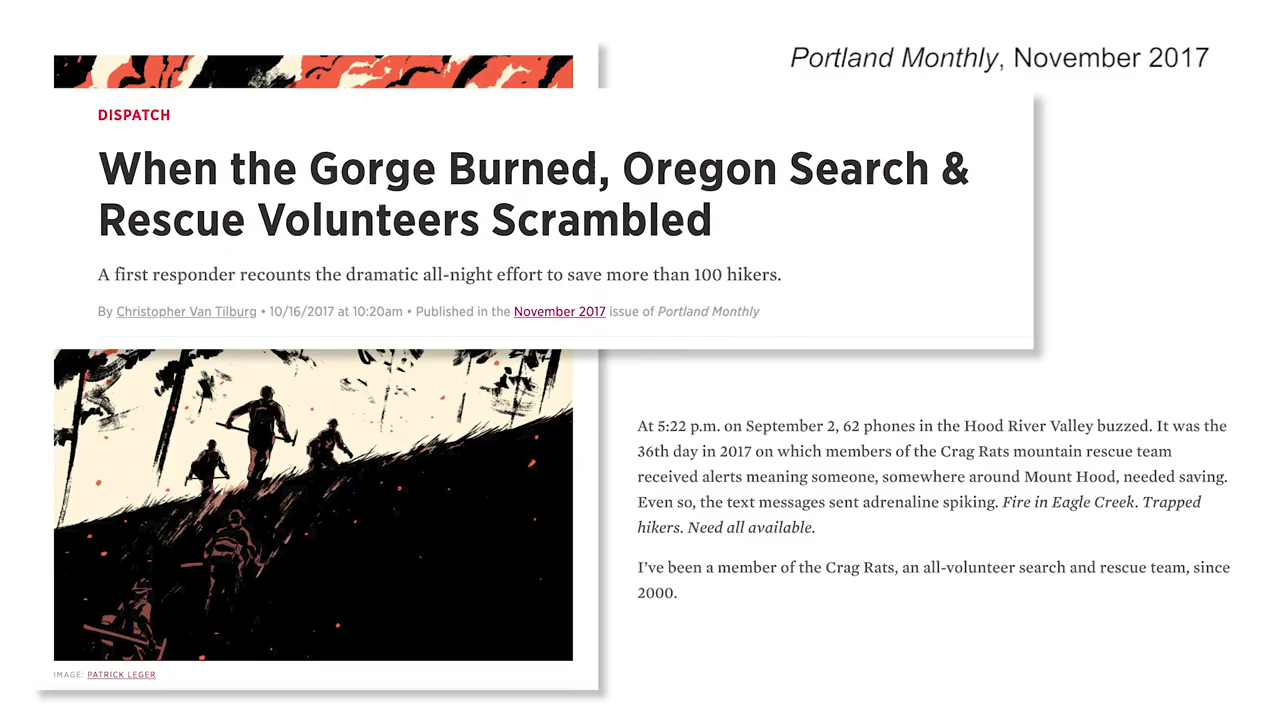 Portland Monthly, November 2017
DISPATCH
When the Gorge Burned, Oregon Search &
Rescue Volunteers Scrambled
A first responder recounts the dramatic all-night effort to save more than 100 hikers.
By Christopher Van Tilburg • 10/16/2017 at 10:20am • Published in the November 2017 issue of Portland Monthly
At 5:22 p.m. on September 2, 62 phones in the Hood River Valley buzzed. It was the
36th day in 2017 on which members of the Crag Rats mountain rescue team
received alerts meaning someone, somewhere around Mount Hood, needed saving.
Even so, the text messages sent adrenaline spiking. Fire in Eagle Creek. Trapped
hikers. Need all available.
I’ve been a member of the Crag Rats, an all-volunteer search and rescue team, since
2000.
IMAGE: PATRICK LEGER